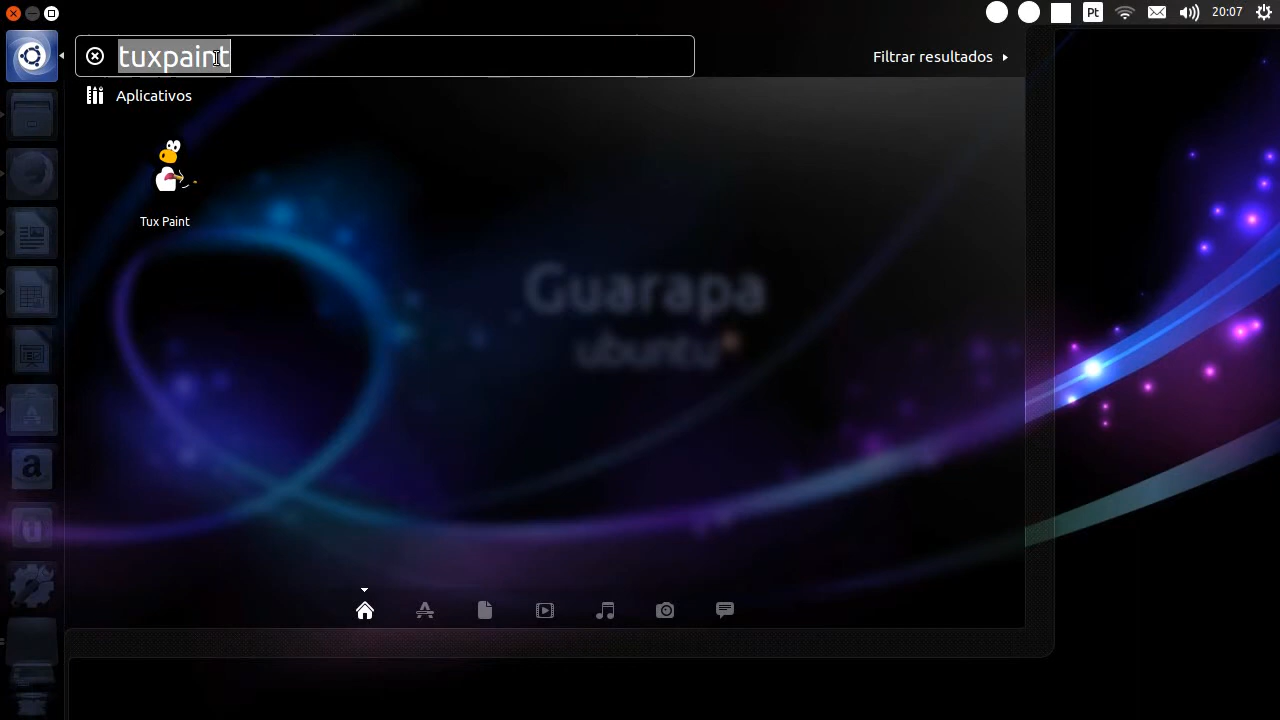 Pt
20:07
tuxpaint
Filtrar resultados
Aplicativos
Tux Paint
Guarapa
ubuntu
a
u